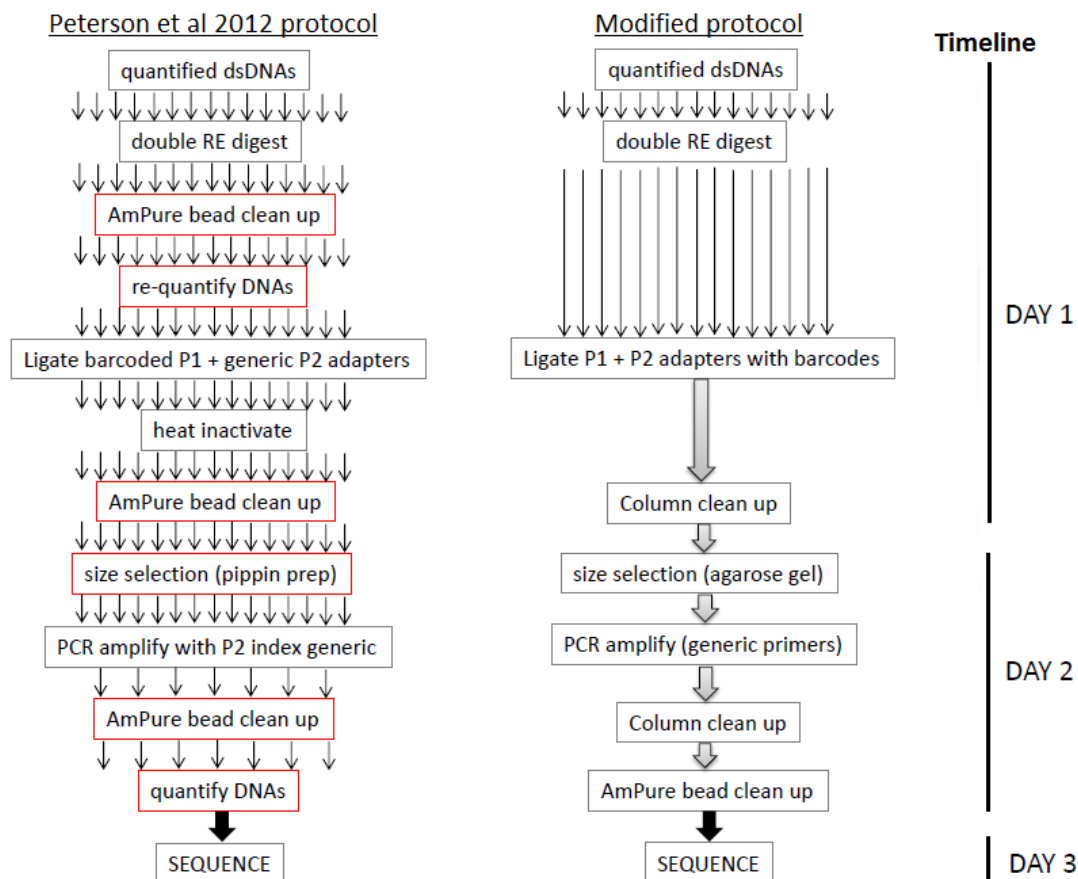 Peterson et al 2012 protocol
quantified dsDNAs
double RE digest
AmPure bead clean up
re-quantify DNAs
Ligate barcoded P1 + generic P2 adapters
heat inactivate
AmPure bead clean up
size selection (pippin prep)
PCR amplify with P2 index generic
AmPure bead clean up
quantify DNAs
SEQUENCE
Modified protocol
quantified dsDNAs
double RE digest
Ligate P1 + P2 adapters with barcodes
Column clean up
size selection (agarose gel)
PCR amplify (generic primers)
Column clean up
AmPure bead clean up
SEQUENCE
Timeline
DAY 1
DAY 2
DAY 3